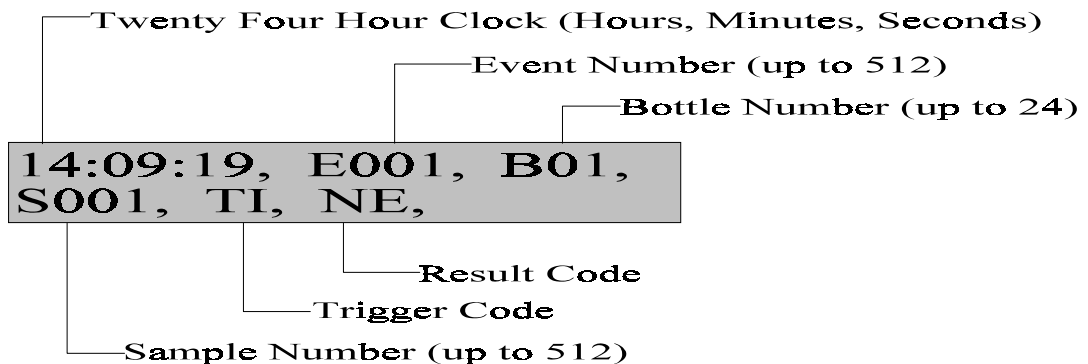 Twenty Four Hour Clock (Hours, Minutes, Seconds)
Event Number (up to 512)
Bottle Number (up to 24)
14:09:19, E001, B01,
S001, TI, NE,
Result Code
Trigger Code
Sample Number (up to 512)